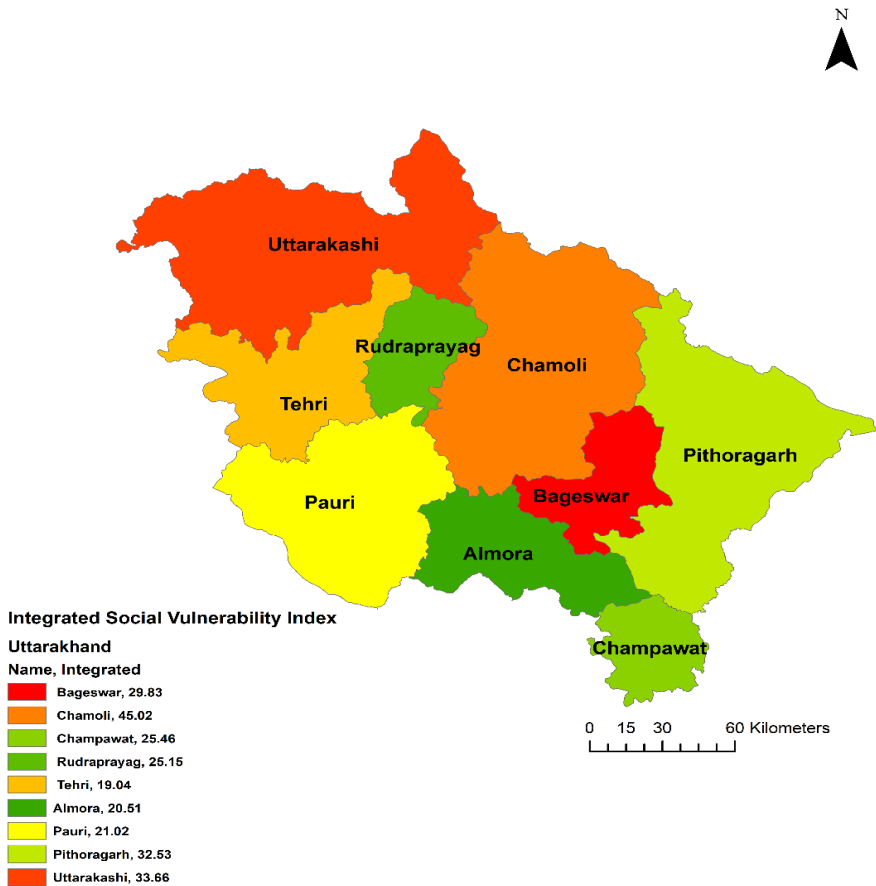 N
Uttarakashi
Rudraprayag
Chamoli
Tehri
Pithoragarh
Pauri
Bageswar
Almora
Champawat
Integrated Social Vulnerability Index
Uttarakhand
Name, Integrated
Bageswar, 29.83
Chamoli, 45.02
Champawat, 25.46
Rudraprayag, 25.15
Tehri, 19.04
Almora, 20.51
Pauri, 21.02
Pithoragarh, 32.53
Uttarakashi, 33.66
0 15 30 60 Kilometers